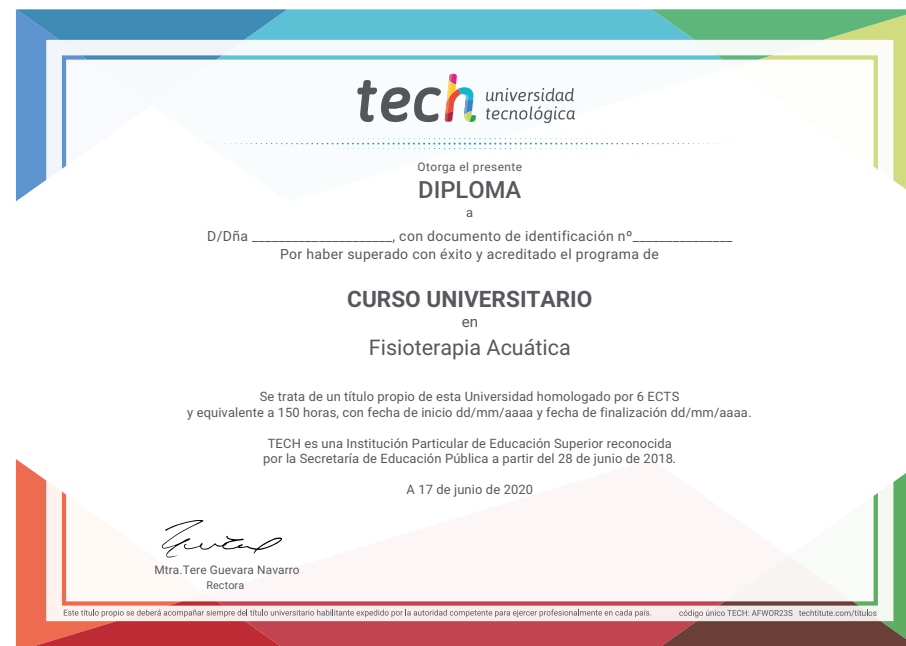 tech universidad
tecnológica
Otorga el presente
DIPLOMA
a
D/Dña _____________________, con documento de identificación nº_______________
Por haber superado con éxito y acreditado el programa de
CURSO UNIVERSITARIO
en
Fisioterapia Acuática
Se trata de un título propio de esta Universidad homologado por 6 ECTS
y equivalente a 150 horas, con fecha de inicio dd/mm/aaaa y fecha de finalización dd/mm/aaaa.
TECH es una Institución Particular de Educación Superior reconocida
por la Secretaría de Educación Pública a partir del 28 de junio de 2018.
A 17 de junio de 2020
Mtra.Tere Guevara Navarro
Rectora
Este título propio se deberá acompañar siempre del título universitario habilitante expedido por la autoridad competente para ejercer profesionalmente en cada país. código único TECH: AFWOR23S techtitute.com/titulos